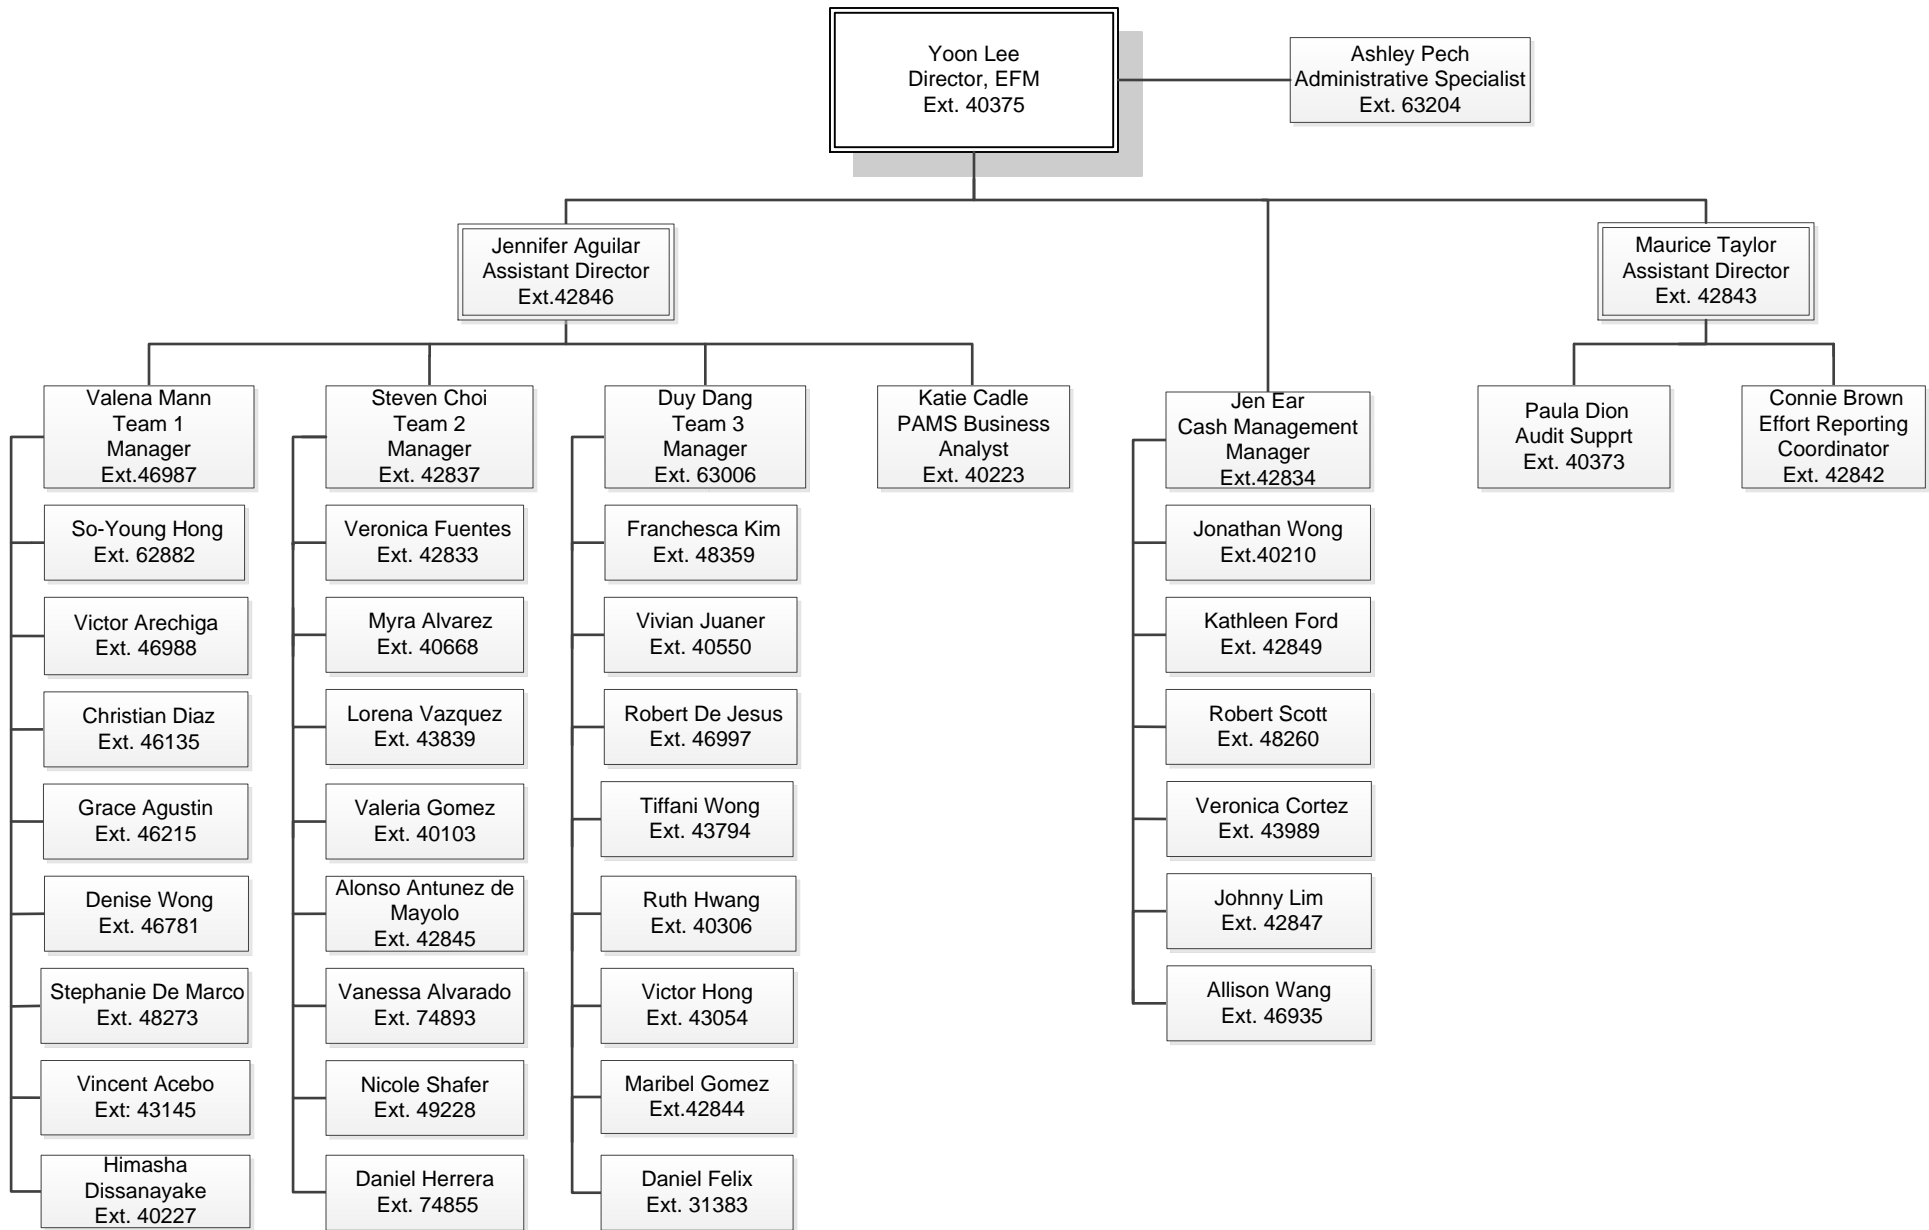 Yoon Lee
Director, EFM
Ext. 40375
Ashley Pech
Administrative Specialist
Ext. 63204
Jennifer Aguilar
Assistant Director
Ext.42846
Maurice Taylor
Assistant Director
Ext. 42843
Valena Mann
Team 1
Manager
Ext.46987
Steven Choi
Team 2
Manager
Ext. 42837
Duy Dang
Team 3
Manager
Ext. 63006
Katie Cadle
PAMS Business
Analyst
Ext. 40223
Jen Ear
Cash Management
Manager
Ext.42834
Paula Dion
Audit Supprt
Ext. 40373
Connie Brown
Effort Reporting
Coordinator
Ext. 42842
So-Young Hong
Ext. 62882
Victor Arechiga
Ext. 46988
Christian Diaz
Ext. 46135
Grace Agustin
Ext. 46215
Denise Wong
Ext. 46781
Stephanie De Marco
Ext. 48273
Vincent Acebo
Ext: 43145
Himasha
Dissanayake
Ext. 40227
Veronica Fuentes
Ext. 42833
Myra Alvarez
Ext. 40668
Lorena Vazquez
Ext. 43839
Valeria Gomez
Ext. 40103
Alonso Antunez de
Mayolo
Ext. 42845
Vanessa Alvarado
Ext. 74893
Nicole Shafer
Ext. 49228
Daniel Herrera
Ext. 74855
Franchesca Kim
Ext. 48359
Vivian Juaner
Ext. 40550
Robert De Jesus
Ext. 46997
Tiffani Wong
Ext. 43794
Ruth Hwang
Ext. 40306
Victor Hong
Ext. 43054
Maribel Gomez
Ext.42844
Daniel Felix
Ext. 31383
Jonathan Wong
Ext.40210
Kathleen Ford
Ext. 42849
Robert Scott
Ext. 48260
Veronica Cortez
Ext. 43989
Johnny Lim
Ext. 42847
Allison Wang
Ext. 46935